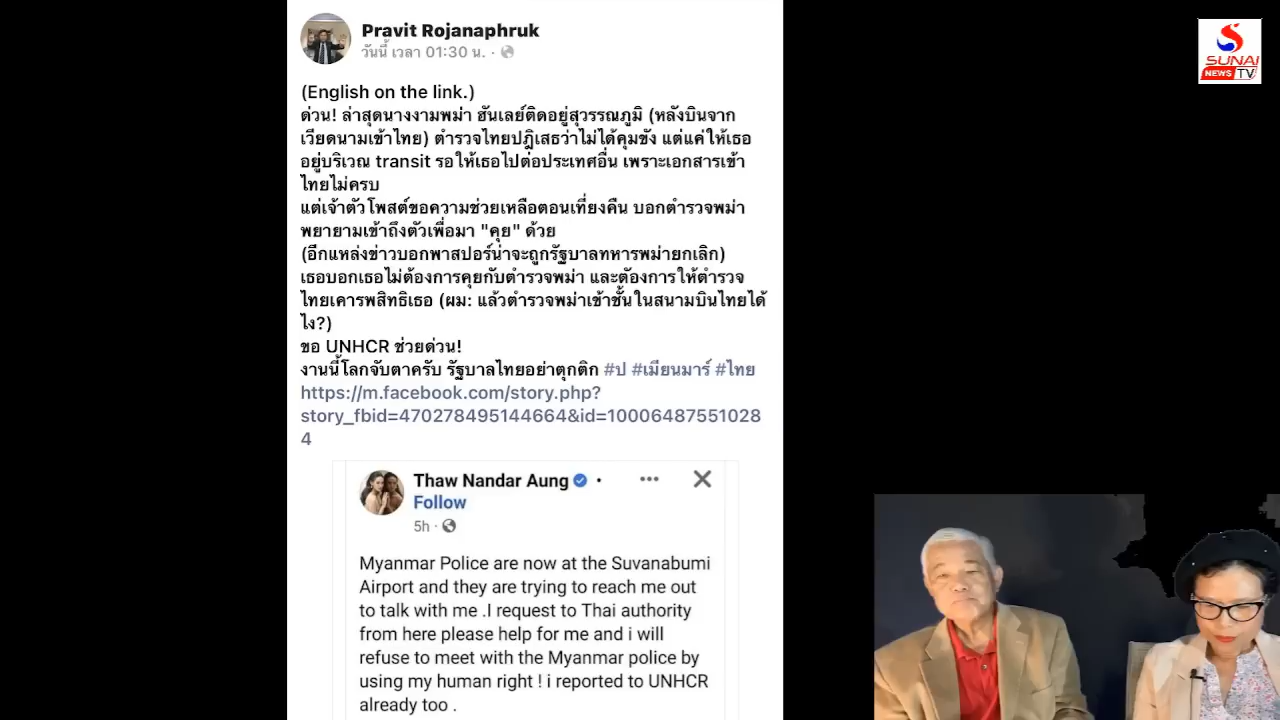 Pravit Rojanaphruk
วันนี้ เวลา 01:30 น. ·
SUNAI
NEWS TV
(English on the link.)
ด่วน! ล่าสุดนางงามพม่า ฮันเลย์ติดอยู่สุวรรณภูมิ (หลังบินจาก
เวียดนามเข้าไทย) ตำรวจไทยปฎิเสธว่าไม่ได้คุมขัง แต่แค่ให้เธอ
อยู่บริเวณ transit รอให้เธอไปต่อประเทศอื่น เพราะเอกสารเข้า
ไทยไม่ครบ
แต่เจ้าตัวโพสต์ขอความช่วยเหลือตอนเที่ยงคืน บอกตำรวจพม่า
พยายามเข้าถึงตัวเพื่อมา "คุย" ด้วย
(อีกแหล่งข่าวบอกพาสปอร์น่าจะถูกรัฐบาลทหารพม่ายกเลิก)
เธอบอกเธอไม่ต้องการคุยกับตำรวจพม่า และต้องการให้ตำรวจ
ไทยเคารพสิทธิเธอ (ผม: แล้วตำรวจพม่าเข้าชั้นในสนามบินไทยได้
ไง?)
ขอ UNHCR ช่วยด่วน!
งานนี้โลกจับตาครับ รัฐบาลไทยอย่าตุกติก #ป #เมียนมาร์ #ไทย
https://m.facebook.com/story.php?
story_fbid=470278495144664&id=10006487551028
4
Thaw Nandar Aung ·
Follow
5h ·
Myanmar Police are now at the Suvanabumi
Airport and they are trying to reach me out
to talk with me .I request to Thai authority
from here please help for me and i will
refuse to meet with the Myanmar police by
using my human right ! i reported to UNHCR
already too .